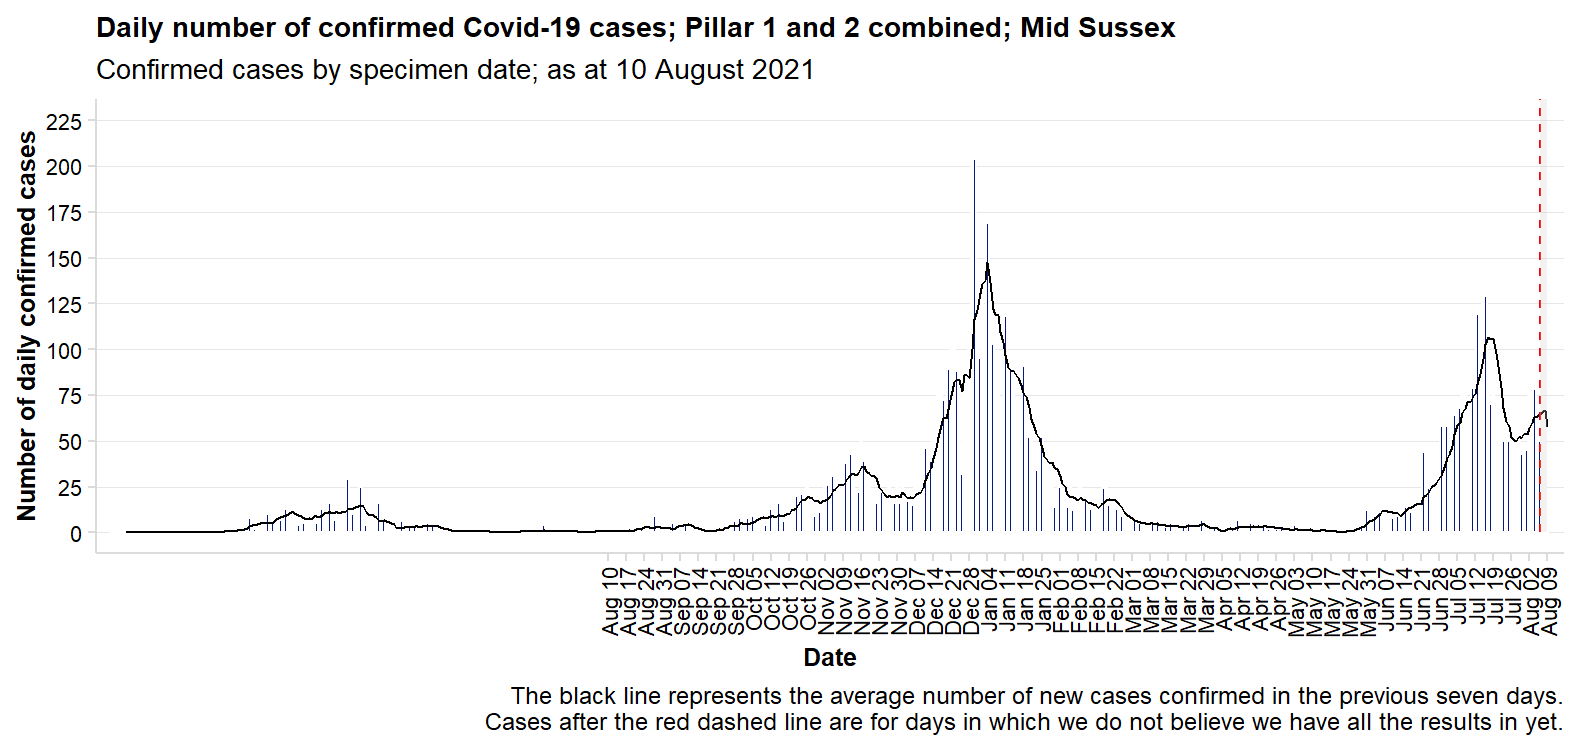 Daily number of confirmed Covid-19 cases; Pillar 1 and 2 combined; Mid Sussex
Confirmed cases by specimen date; as at 10 August 2021
Number of daily confirmed cases
225
200
175
150
125
100
75
50
25
0
Aug 10
Aug 17
Aug 24
Aug 31
Sep 07
Sep 14
Sep 21
Sep 28
Oct 05
Oct 12
Oct 19
Oct 26
Nov 02
Nov 09
Nov 16
Nov 23
Nov 30
Dec 07
Dec 14
Dec 21
Dec 28
Jan 04
Jan 11
Jan 18
Jan 25
Feb 01
Feb 08
Feb 15
Feb 22
Mar 01
Mar 08
Mar 15
Mar 22
Mar 29
Apr 05
Apr 12
Apr 19
Apr 26
May 03
May 10
May 17
May 24
May 31
Jun 07
Jun 14
Jun 21
Jun 28
Jul 05
Jul 12
Jul 19
Jul 26
Aug 02
Aug 09
Date
The black line represents the average number of new cases confirmed in the previous seven days.
Cases after the red dashed line are for days in which we do not believe we have all the results in yet.